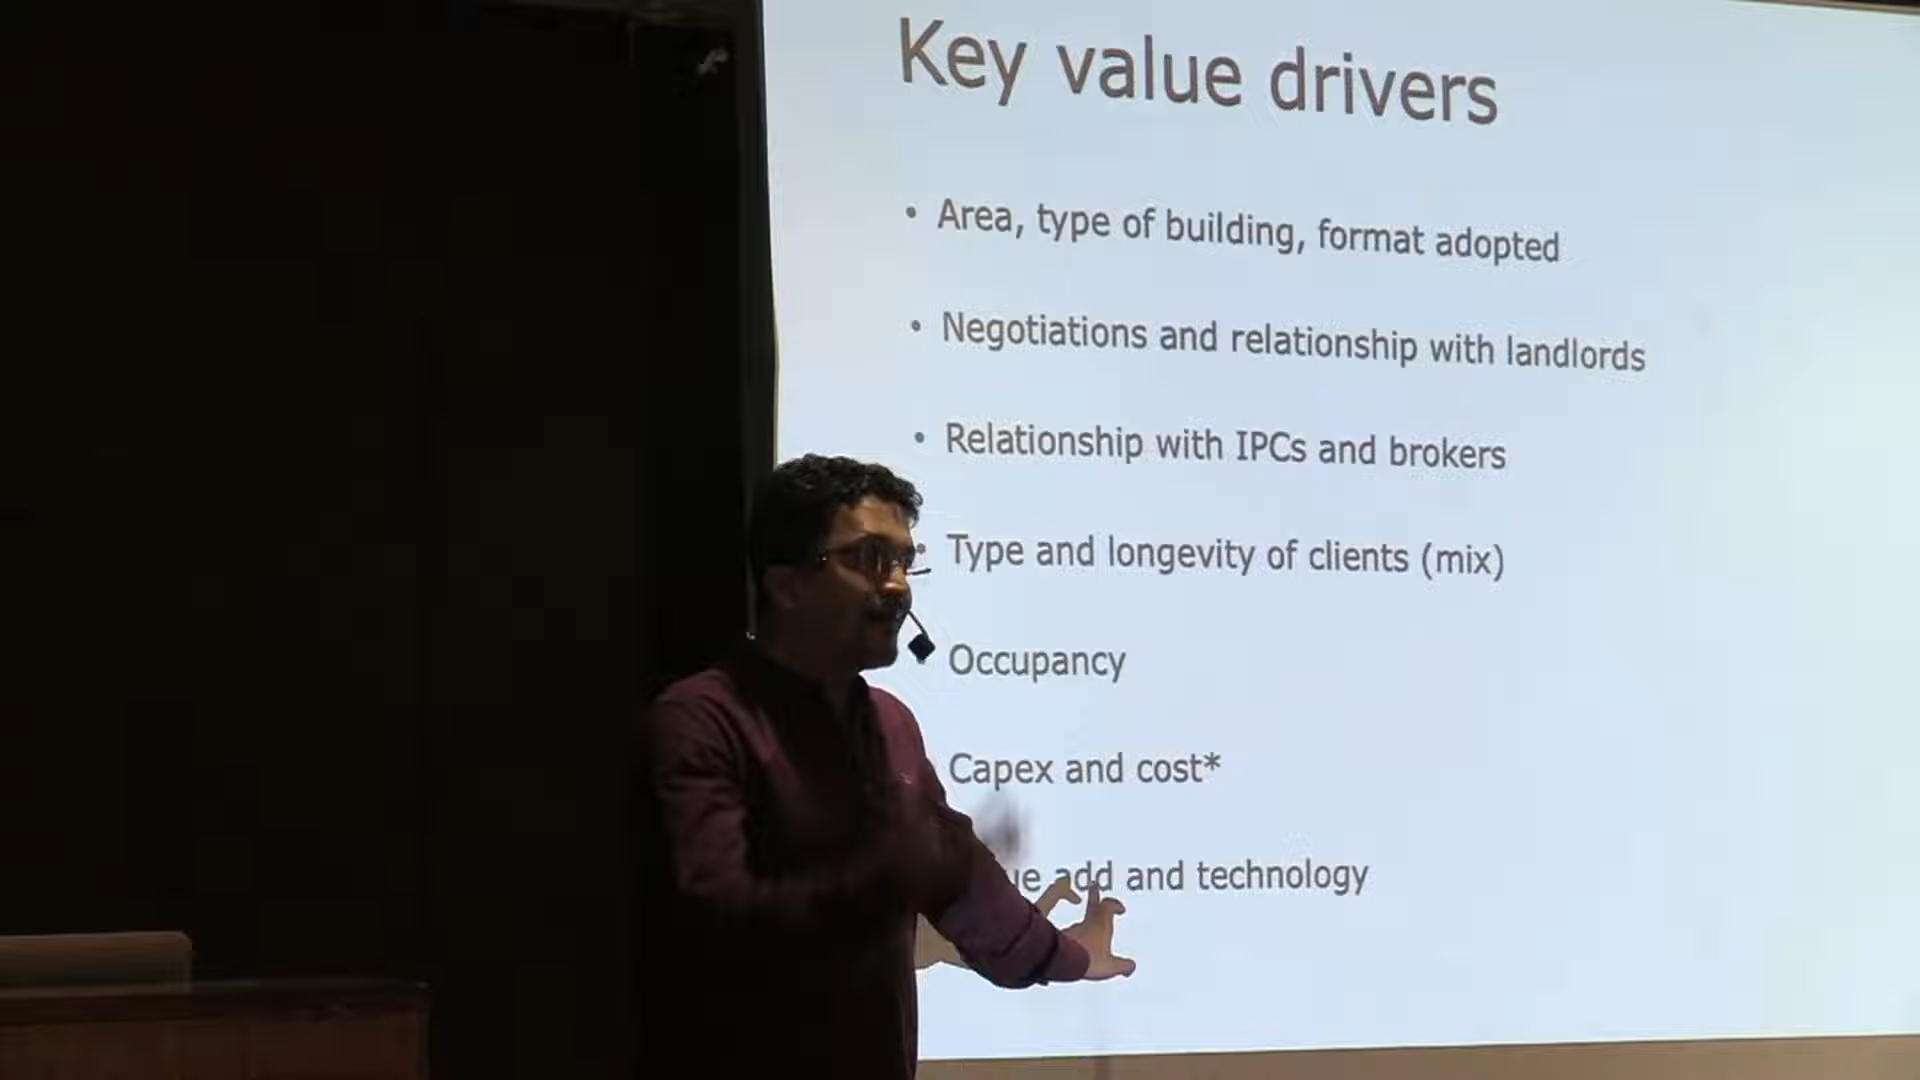 Key value drivers
• Area, type of building, format adopted
• Negotiations and relationship with landlords
• Relationship with IPCs and brokers
• Type and longevity of clients (mix)
Occupancy
Capex and cost*
add and technology